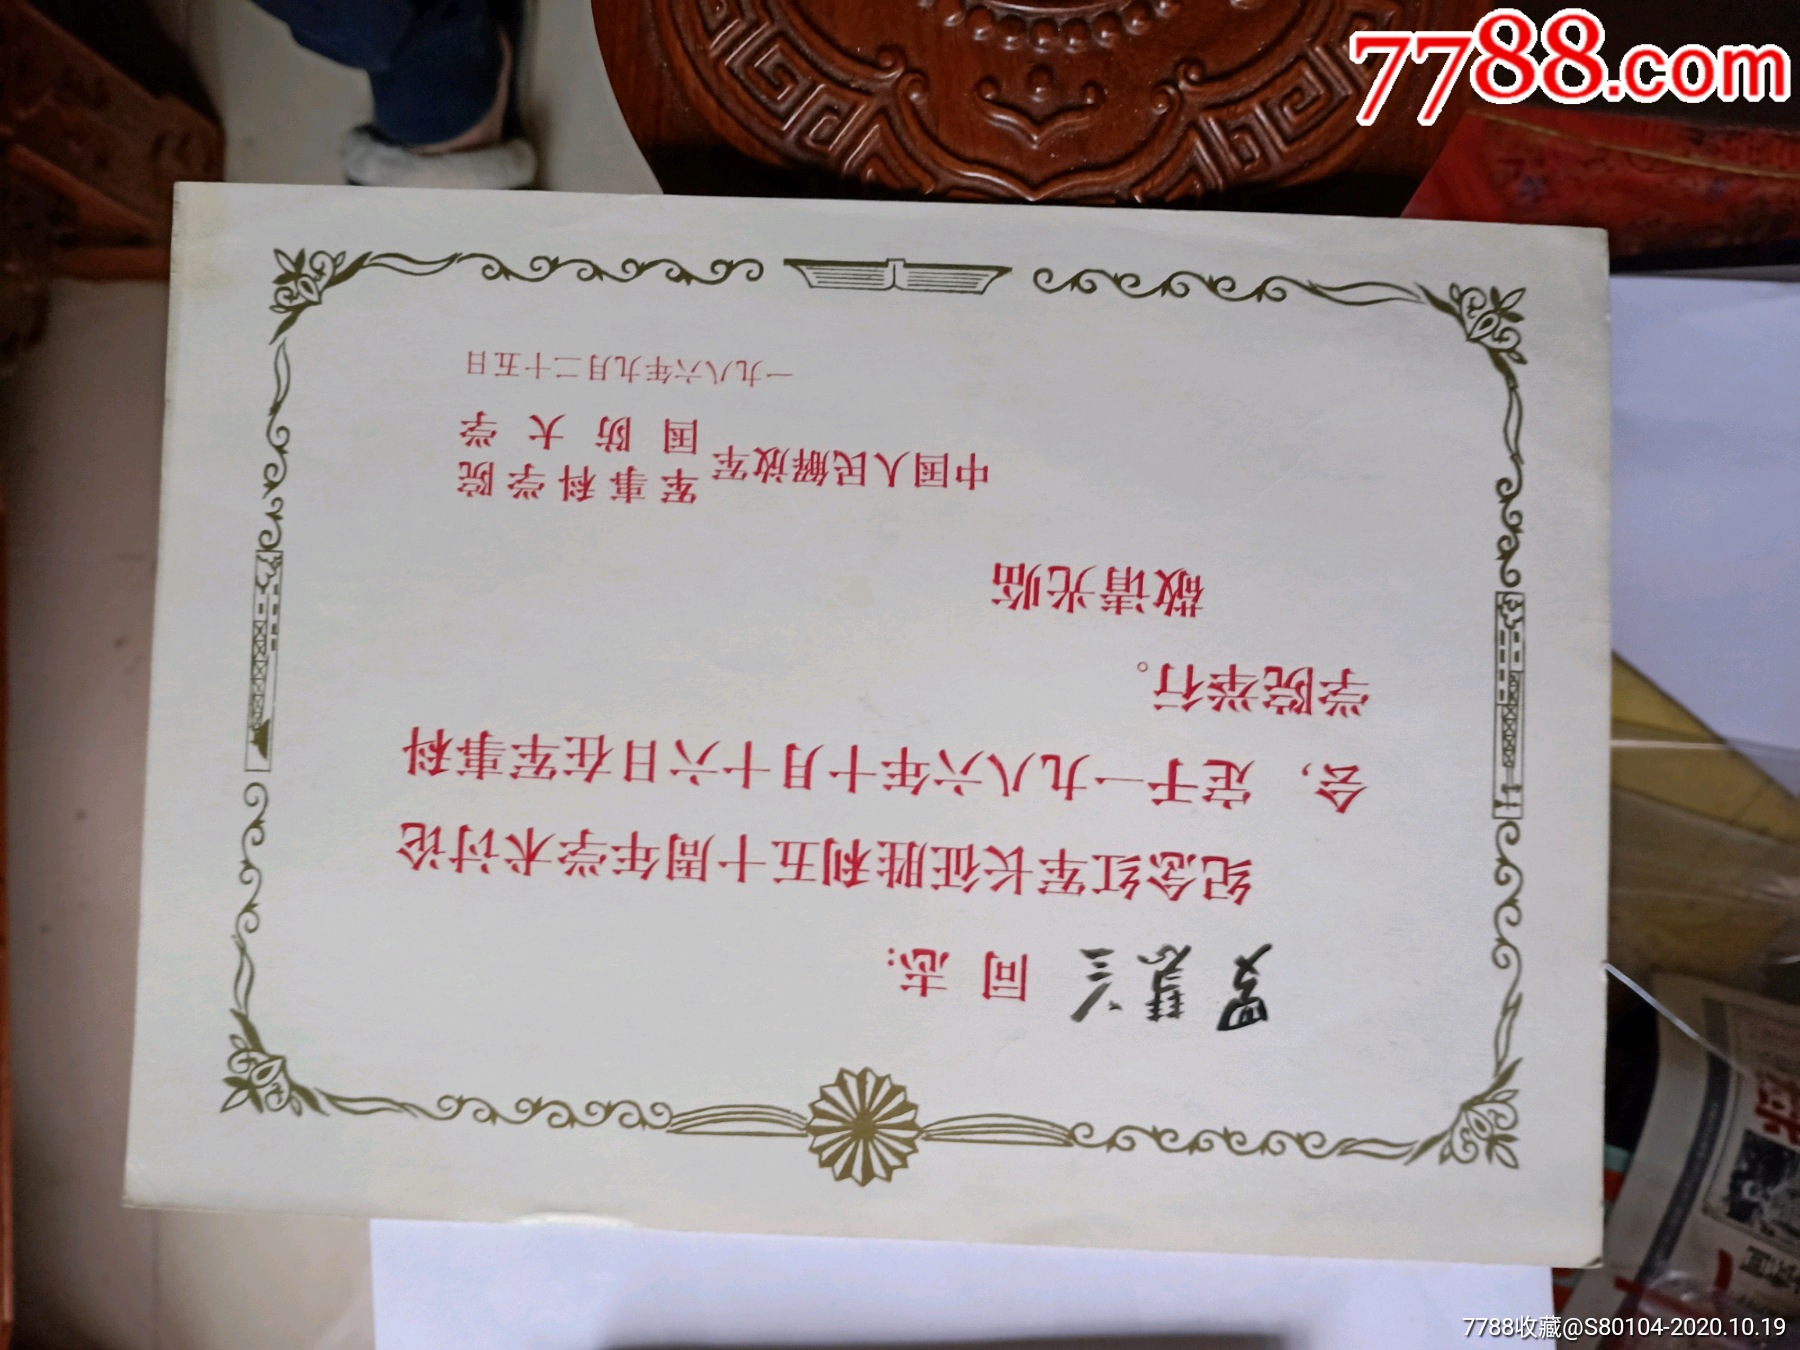 7788.com
罗慧兰 同志：
纪念红军长征胜利五十周年学术讨论
会，定于一九八六年十月十六日在军事科
学院举行。
敬请光临
军事科学院
中国人民解放军
国防大学
一九八六年九月二十五日
7788收藏@S80104-2020.10.19